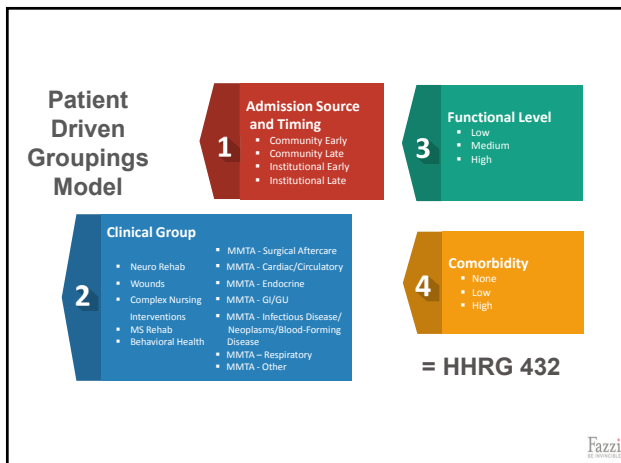 Patient
Driven
Groupings
Model
1
Admission Source
and Timing
▪ Community Early
▪ Community Late
▪ Institutional Early
▪ Institutional Late
3
Functional Level
▪ Low
▪ Medium
▪ High
2
Clinical Group
▪ Neuro Rehab
▪ Wounds
▪ Complex Nursing
Interventions
▪ MS Rehab
▪ Behavioral Health
▪ MMTA - Surgical Aftercare
▪ MMTA - Cardiac/Circulatory
▪ MMTA - Endocrine
▪ MMTA - GI/GU
▪ MMTA - Infectious Disease/
Neoplasms/Blood-Forming
Disease
▪ MMTA – Respiratory
▪ MMTA - Other
4
Comorbidity
▪ None
▪ Low
▪ High
= HHRG 432
Fazzi
BE INVINCIBLE